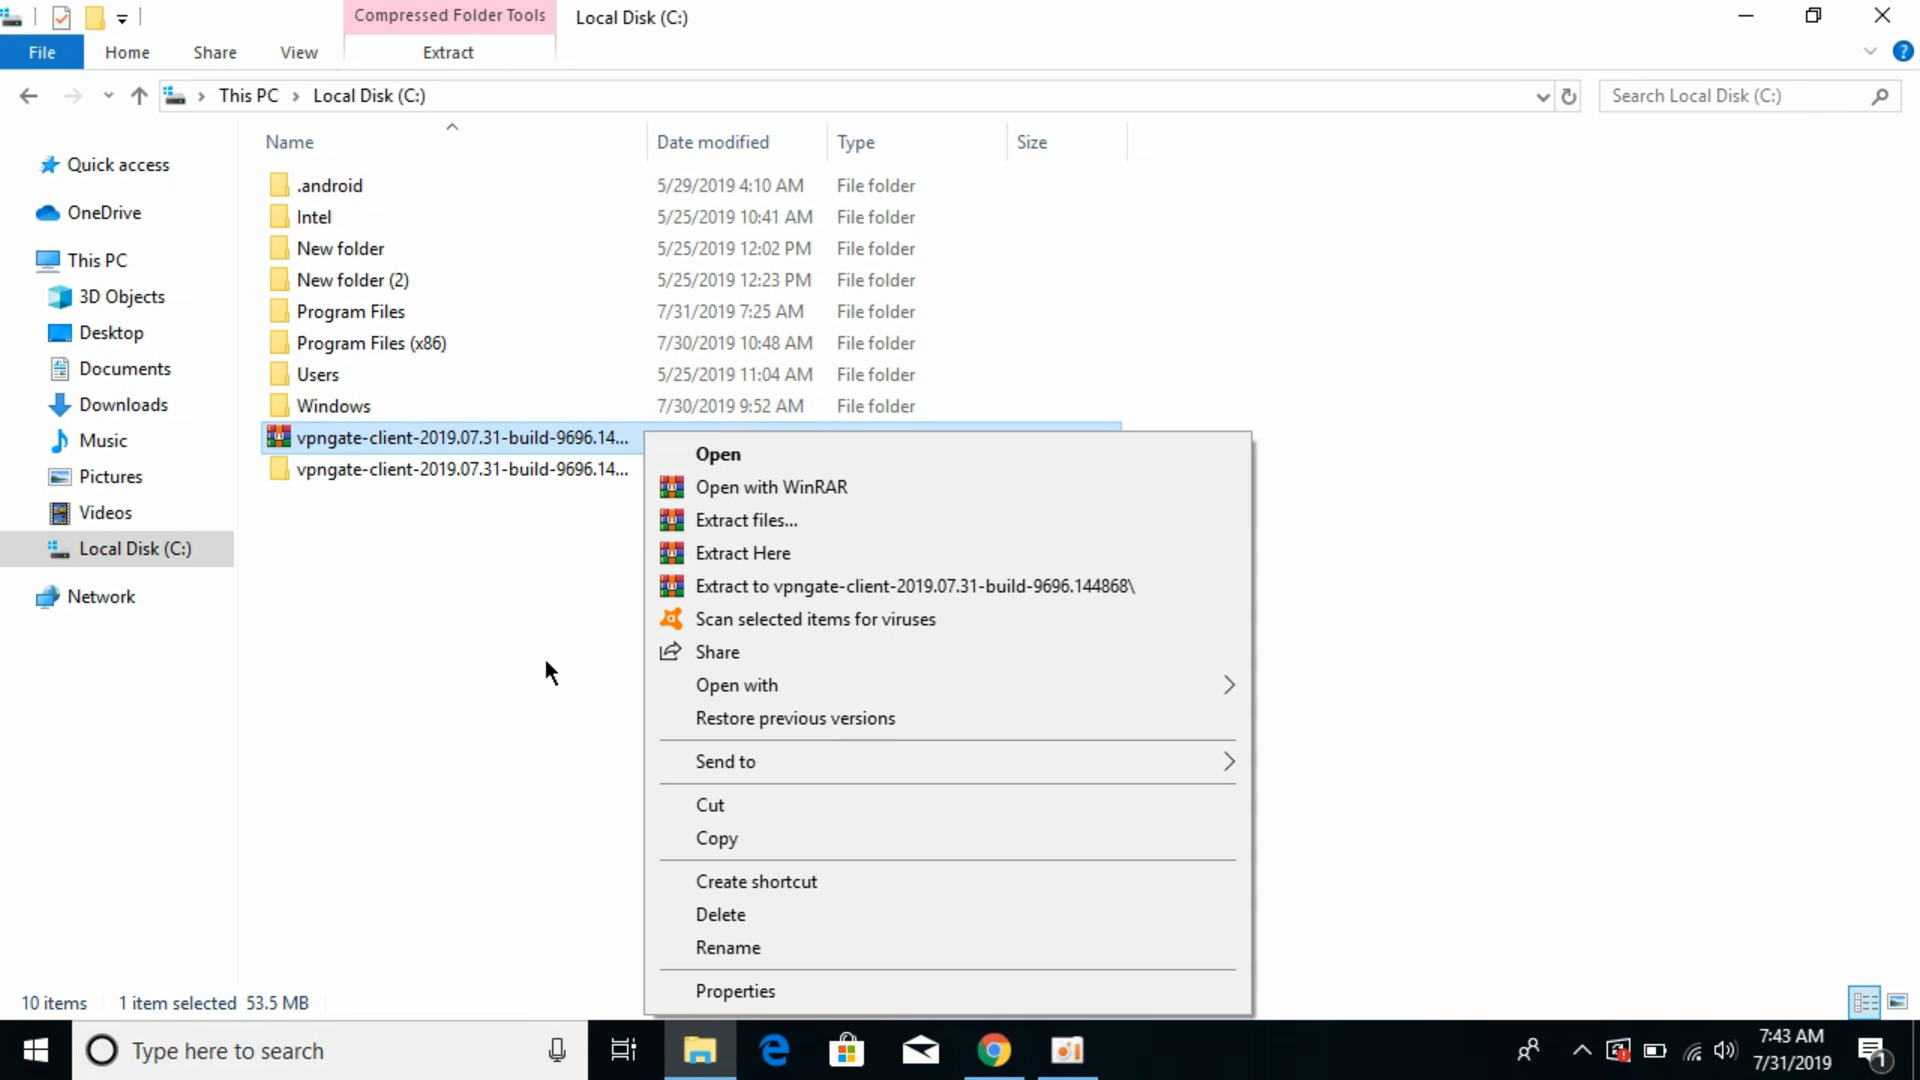 Compressed Folder Tools
Local Disk (C:)
File
Home
Share
View
Extract
?
This PC > Local Disk (C:)
Search Local Disk (C:)
Name
Date modified
Type
Size
Quick access
OneDrive
This PC
3D Objects
Desktop
Documents
Downloads
Music
Pictures
Videos
Local Disk (C:)
Network
.android 5/29/2019 4:10 AM File folder
Intel 5/25/2019 10:41 AM File folder
New folder 5/25/2019 12:02 PM File folder
New folder (2) 5/25/2019 12:23 PM File folder
Program Files 7/31/2019 7:25 AM File folder
Program Files (x86) 7/30/2019 10:48 AM File folder
Users 5/25/2019 11:04 AM File folder
Windows 7/30/2019 9:52 AM File folder
vpngate-client-2019.07.31-build-9696.14...
vpngate-client-2019.07.31-build-9696.14...
Open
Open with WinRAR
Extract files...
Extract Here
Extract to vpngate-client-2019.07.31-build-9696.144868\
Scan selected items for viruses
Share
Open with
Restore previous versions
Send to
Cut
Copy
Create shortcut
Delete
Rename
Properties
10 items 1 item selected 53.5 MB
Type here to search
7:43 AM
7/31/2019
1